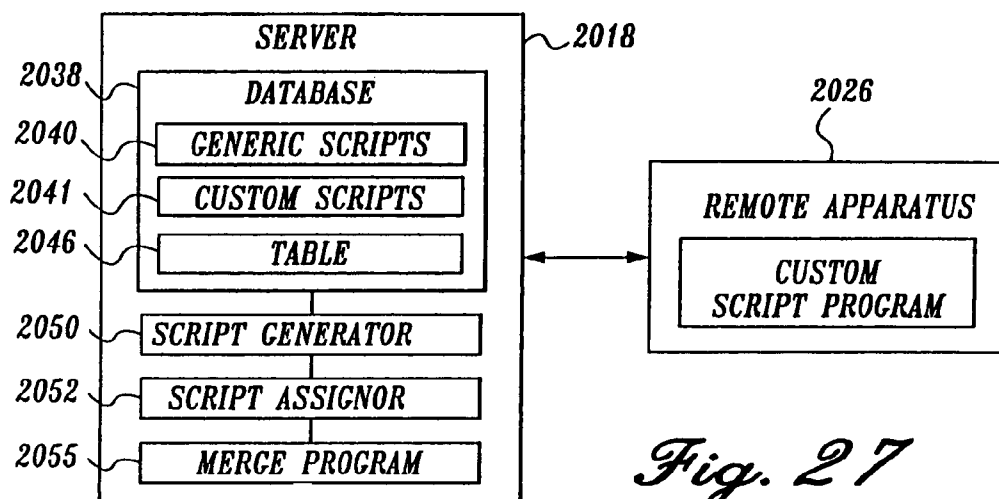 SERVER
2018
2038
DATABASE
2040
GENERIC SCRIPTS
2041
CUSTOM SCRIPTS
2046
TABLE
2050
SCRIPT GENERATOR
2052
SCRIPT ASSIGNOR
2055
MERGE PROGRAM
2026
REMOTE APPARATUS
CUSTOM
SCRIPT PROGRAM
Fig. 27